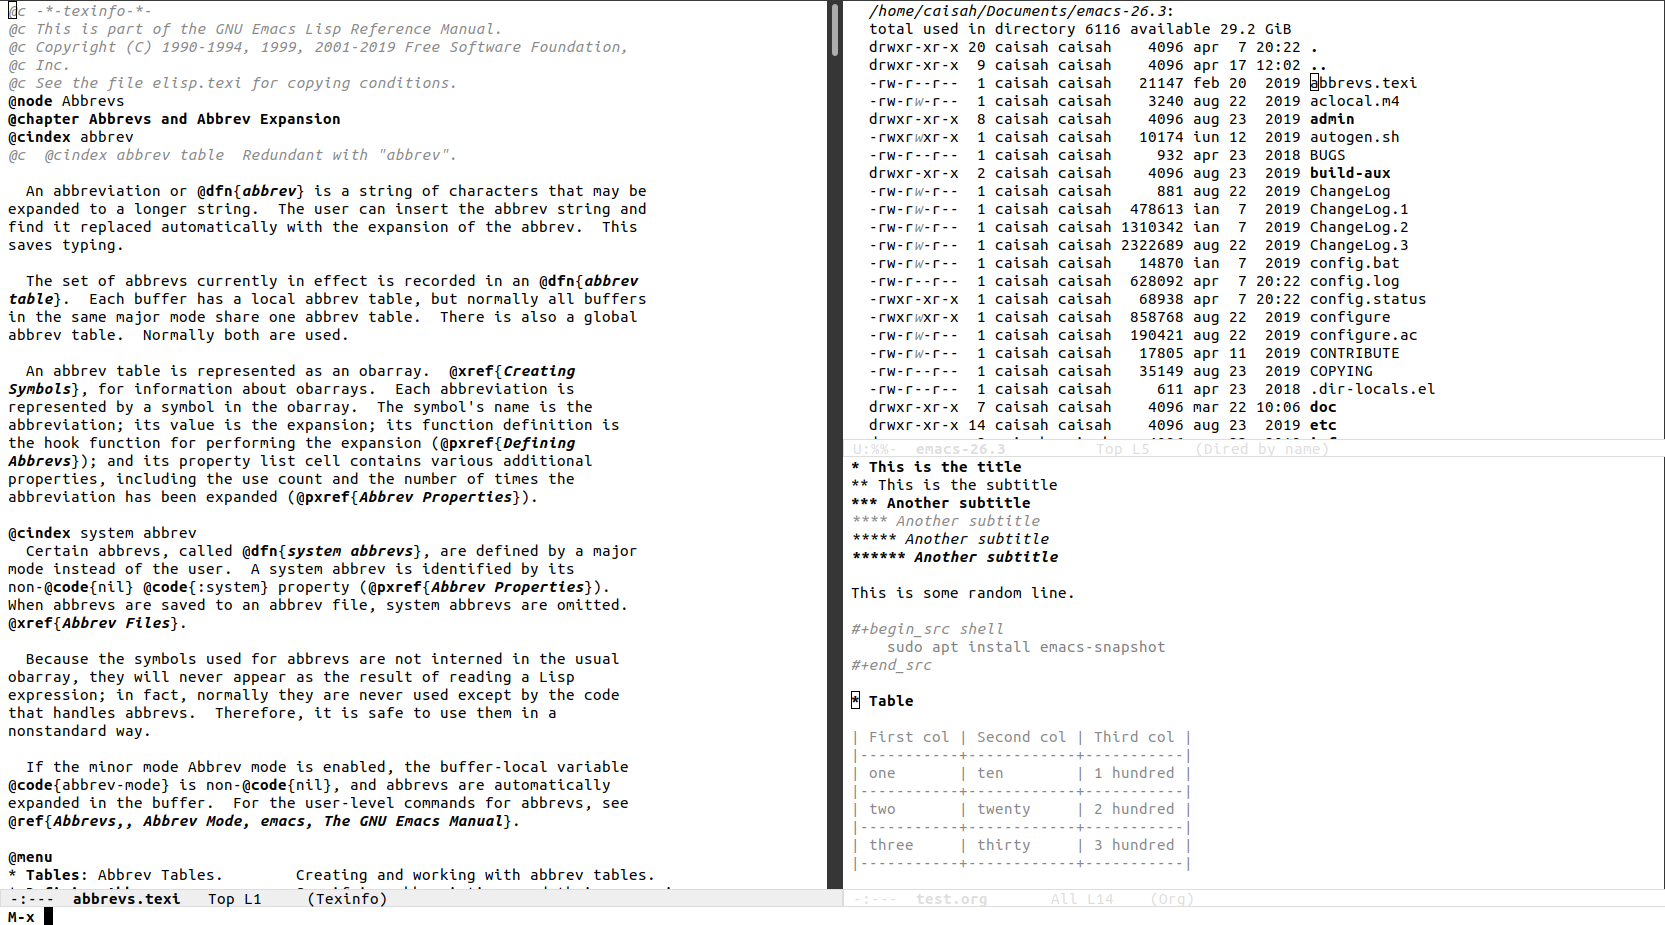 @c -*-texinfo-*-
@c This is part of the GNU Emacs Lisp Reference Manual.
@c Copyright (C) 1990-1994, 1999, 2001-2019 Free Software Foundation,
@c Inc.
@c See the file elisp.texi for copying conditions.
@node Abbrevs
@chapter Abbrevs and Abbrev Expansion
@cindex abbrev
@c  @cindex abbrev table  Redundant with "abbrev".

  An abbreviation or @dfn{abbrev} is a string of characters that may be
expanded to a longer string.  The user can insert the abbrev string and
find it replaced automatically with the expansion of the abbrev.  This
saves typing.

  The set of abbrevs currently in effect is recorded in an @dfn{abbrev
table}.  Each buffer has a local abbrev table, but normally all buffers
in the same major mode share one abbrev table.  There is also a global
abbrev table.  Normally both are used.

  An abbrev table is represented as an obarray.  @xref{Creating
Symbols}, for information about obarrays.  Each abbreviation is
represented by a symbol in the obarray.  The symbol's name is the
abbreviation; its value is the expansion; its function definition is
the hook function for performing the expansion (@pxref{Defining
Abbrevs}); and its property list cell contains various additional
properties, including the use count and the number of times the
abbreviation has been expanded (@pxref{Abbrev Properties}).

@cindex system abbrev
  Certain abbrevs, called @dfn{system abbrevs}, are defined by a major
mode instead of the user.  A system abbrev is identified by its
non-@code{nil} @code{:system} property (@pxref{Abbrev Properties}).
When abbrevs are saved to an abbrev file, system abbrevs are omitted.
@xref{Abbrev Files}.

  Because the symbols used for abbrevs are not interned in the usual
obarray, they will never appear as the result of reading a Lisp
expression; in fact, normally they are never used except by the code
that handles abbrevs.  Therefore, it is safe to use them in a
nonstandard way.

  If the minor mode Abbrev mode is enabled, the buffer-local variable
@code{abbrev-mode} is non-@code{nil}, and abbrevs are automatically
expanded in the buffer.  For the user-level commands for abbrevs, see
@ref{Abbrevs,, Abbrev Mode, emacs, The GNU Emacs Manual}.

@menu
* Tables: Abbrev Tables.        Creating and working with abbrev tables.
-:---  abbrevs.texi   Top L1     (Texinfo)
M-x
/home/caisah/Documents/emacs-26.3:
total used in directory 6116 available 29.2 GiB
drwxr-xr-x 20 caisah caisah    4096 apr  7 20:22 .
drwxr-xr-x  9 caisah caisah    4096 apr 17 12:02 ..
-rw-r--r--  1 caisah caisah   21147 feb 20  2019 abbrevs.texi
-rw-rw-r--  1 caisah caisah    3240 aug 22  2019 aclocal.m4
drwxr-xr-x  8 caisah caisah    4096 aug 23  2019 admin
-rwxrwxr-x  1 caisah caisah   10174 iun 12  2019 autogen.sh
-rw-r--r--  1 caisah caisah     932 apr 23  2018 BUGS
drwxr-xr-x  2 caisah caisah    4096 aug 23  2019 build-aux
-rw-rw-r--  1 caisah caisah     881 aug 22  2019 ChangeLog
-rw-rw-r--  1 caisah caisah  478613 ian  7  2019 ChangeLog.1
-rw-rw-r--  1 caisah caisah 1310342 ian  7  2019 ChangeLog.2
-rw-rw-r--  1 caisah caisah 2322689 aug 22  2019 ChangeLog.3
-rw-rw-r--  1 caisah caisah   14870 ian  7  2019 config.bat
-rw-rw-r--  1 caisah caisah  628092 apr  7 20:22 config.log
-rwxr-xr-x  1 caisah caisah   68938 apr  7 20:22 config.status
-rwxrwxr-x  1 caisah caisah  858768 aug 22  2019 configure
-rw-rw-r--  1 caisah caisah  190421 aug 22  2019 configure.ac
-rw-rw-r--  1 caisah caisah   17805 apr 11  2019 CONTRIBUTE
-rw-rw-r--  1 caisah caisah   35149 aug 23  2019 COPYING
-rw-r--r--  1 caisah caisah     611 apr 23  2018 .dir-locals.el
drwxr-xr-x  7 caisah caisah    4096 mar 22 10:06 doc
drwxr-xr-x 14 caisah caisah    4096 aug 23  2019 etc
U:%%-  emacs-26.3          Top L5     (Dired by name)
* This is the title
** This is the subtitle
*** Another subtitle
**** Another subtitle
***** Another subtitle
****** Another subtitle

This is some random line.

#+begin_src shell
    sudo apt install emacs-snapshot
#+end_src

* Table

| First col | Second col | Third col |
|-----------+------------+-----------|
| one       | ten        | 1 hundred |
|-----------+------------+-----------|
| two       | twenty     | 2 hundred |
|-----------+------------+-----------|
| three     | thirty     | 3 hundred |
|-----------+------------+-----------|
-:---  test.org       All L14    (Org)